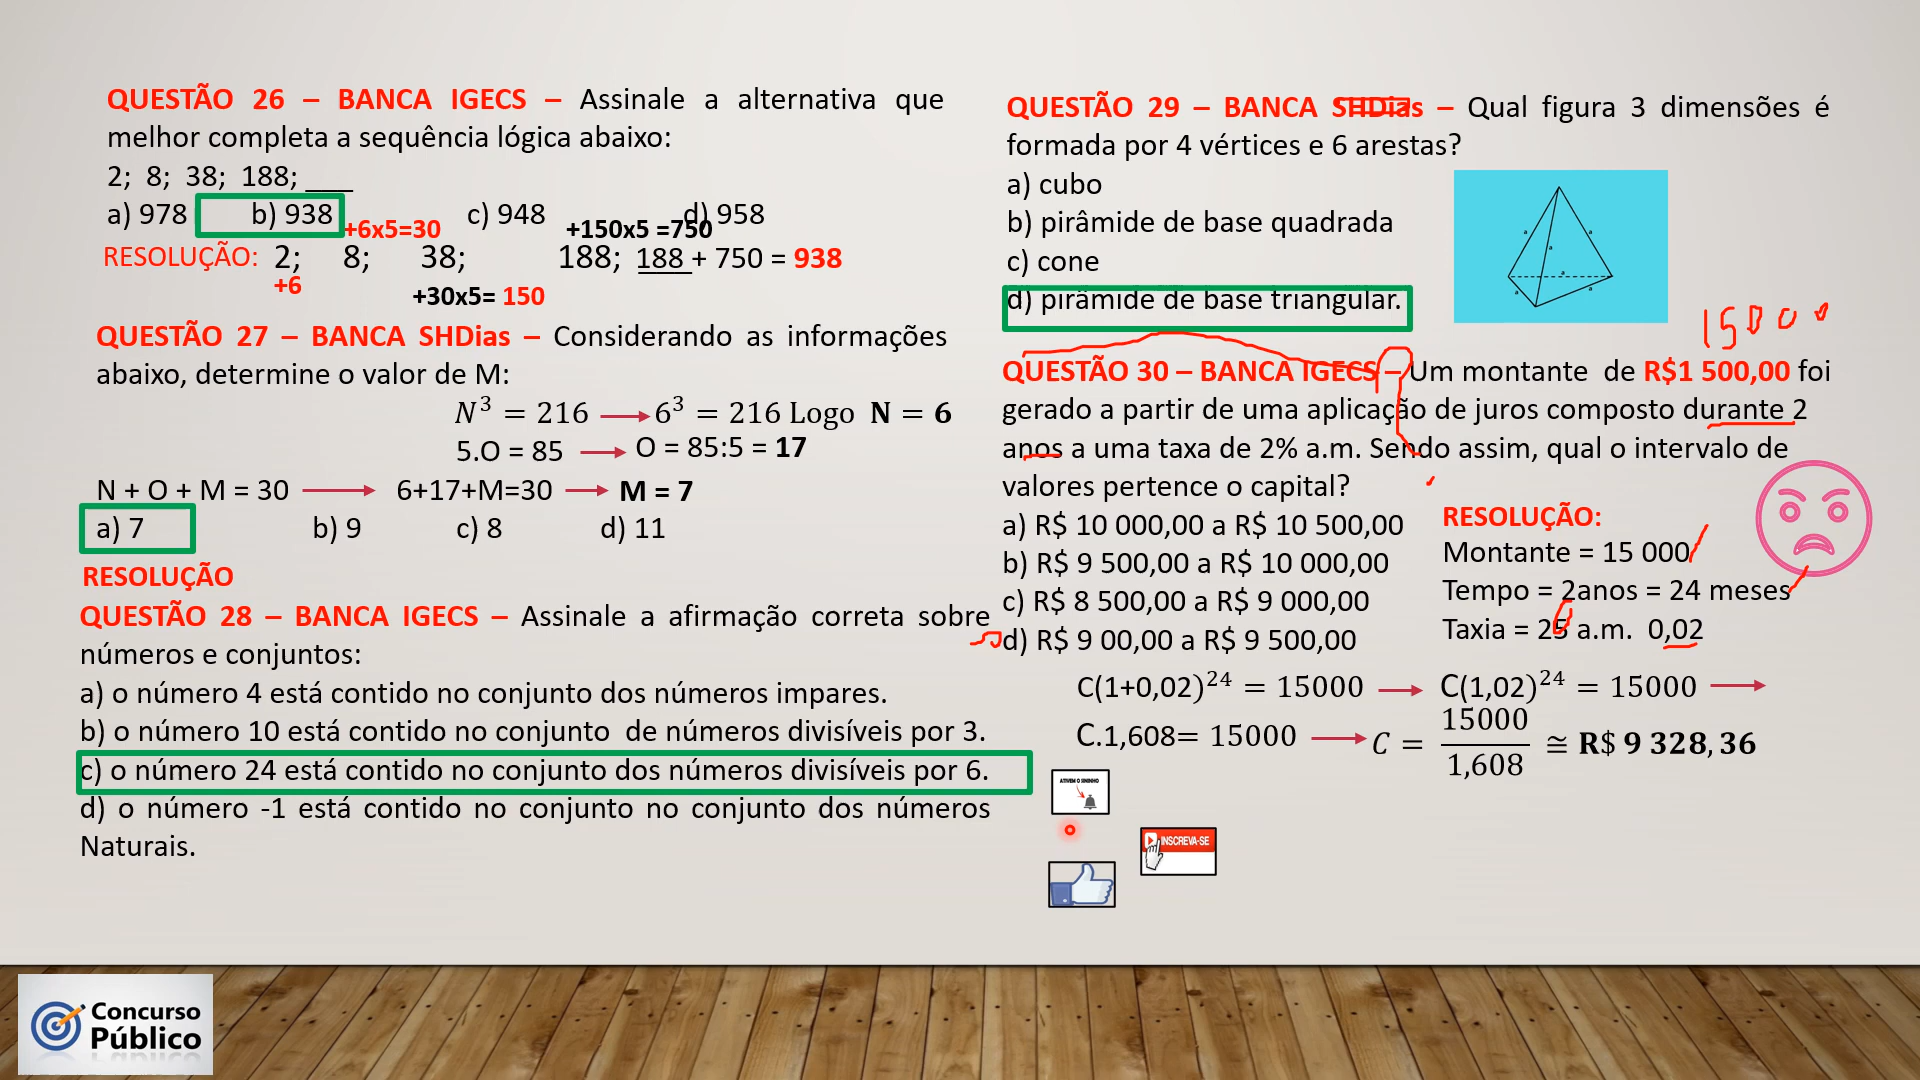 QUESTÃO 26 – BANCA IGECS – Assinale a alternativa que
melhor completa a sequência lógica abaixo:
2; 8; 38; 188; ___
a) 978 b) 938 c) 948 d) 958
+6x5=30 +150x5 =750
RESOLUÇÃO: 2; 8; 38; 188; 188 + 750 = 938
+6
+30x5= 150
QUESTÃO 27 – BANCA SHDias – Considerando as informações
abaixo, determine o valor de M:
N³ = 216 → 6³ = 216 Logo N = 6
5.O = 85 → O = 85:5 = 17
N + O + M = 30 → 6+17+M=30 → M = 7
a) 7 b) 9 c) 8 d) 11
RESOLUÇÃO
QUESTÃO 28 – BANCA IGECS – Assinale a afirmação correta sobre
números e conjuntos:
a) o número 4 está contido no conjunto dos números impares.
b) o número 10 está contido no conjunto de números divisíveis por 3.
c) o número 24 está contido no conjunto dos números divisíveis por 6.
d) o número -1 está contido no conjunto no conjunto dos números
Naturais.
QUESTÃO 29 – BANCA SHDias – Qual figura 3 dimensões é
formada por 4 vértices e 6 arestas?
a) cubo
b) pirâmide de base quadrada
c) cone
d) pirâmide de base triangular.
a a
a
a
a a
15000
QUESTÃO 30 – BANCA IGECS – Um montante de R$1 500,00 foi
gerado a partir de uma aplicação de juros composto durante 2
anos a uma taxa de 2% a.m. Sendo assim, qual o intervalo de
valores pertence o capital?
a) R$ 10 000,00 a R$ 10 500,00
b) R$ 9 500,00 a R$ 10 000,00
c) R$ 8 500,00 a R$ 9 000,00
d) R$ 9 00,00 a R$ 9 500,00
RESOLUÇÃO:
Montante = 15 000
Tempo = 2anos = 24 meses
Taxia = 25 a.m. 0,02
C(1+0,02)²⁴ = 15000 → C(1,02)²⁴ = 15000 →
C.1,608= 15000 → C = 15000/1,608 ≅ R$ 9 328,36
ATIVEM O SININHO
INSCREVA-SE
Concurso
Público